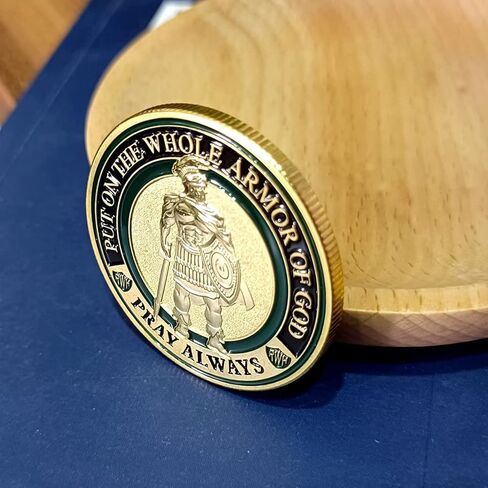 PUT ON THE WHOLE ARMOR OF GOD
PRAY ALWAYS